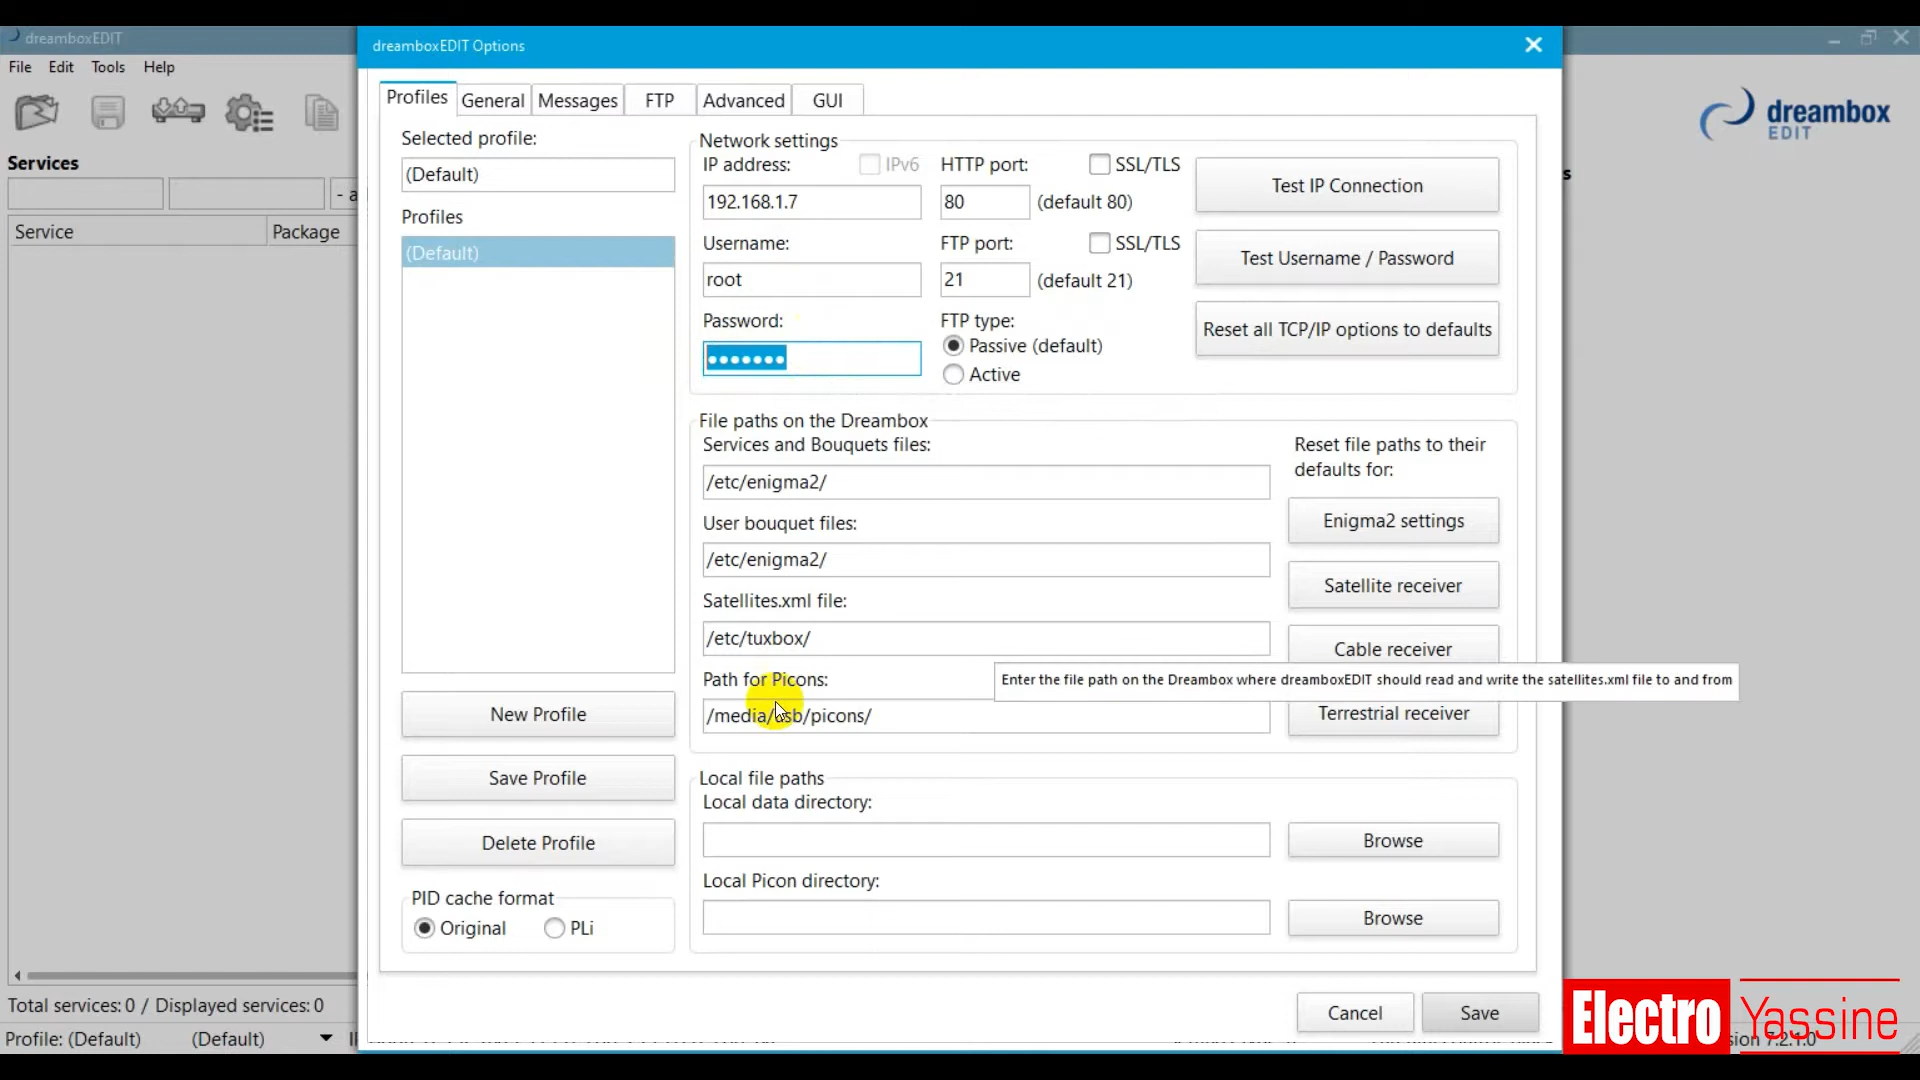 dreamboxEDIT
File Edit Tools Help
dreambox
EDIT
Services
- a
Service Package
Total services: 0 / Displayed services: 0
Profile: (Default) (Default)
dreamboxEDIT Options
Profiles General Messages FTP Advanced GUI
Selected profile:
(Default)
Profiles
(Default)
New Profile
Save Profile
Delete Profile
PID cache format
Original PLi
Network settings
IP address: IPv6 HTTP port: SSL/TLS
192.168.1.7 80 (default 80)
Test IP Connection
Username: FTP port: SSL/TLS
root 21 (default 21)
Test Username / Password
Password: FTP type:
Passive (default)
Active
Reset all TCP/IP options to defaults
File paths on the Dreambox
Services and Bouquets files:
/etc/enigma2/
User bouquet files:
/etc/enigma2/
Satellites.xml file:
/etc/tuxbox/
Path for Picons:
/media/usb/picons/
Reset file paths to their
defaults for:
Enigma2 settings
Satellite receiver
Cable receiver
Enter the file path on the Dreambox where dreamboxEDIT should read and write the satellites.xml file to and from
Terrestrial receiver
Local file paths
Local data directory:
Browse
Local Picon directory:
Browse
Cancel Save
Electro Yassine
sion 7.2.1.0